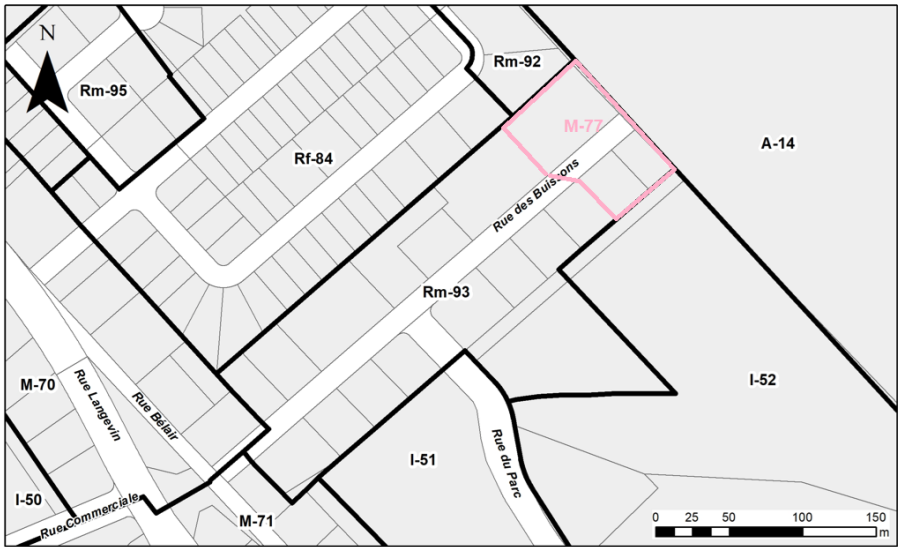 N
Rm-92
Rm-95
M-77
A-14
Rf-84
Rue des Buissons
Rm-93
M-70
I-52
Rue Langevin
Rue Bélair
I-51
Rue du Parc
I-50
Rue Commerciale
M-71
0 25 50 100 150
m